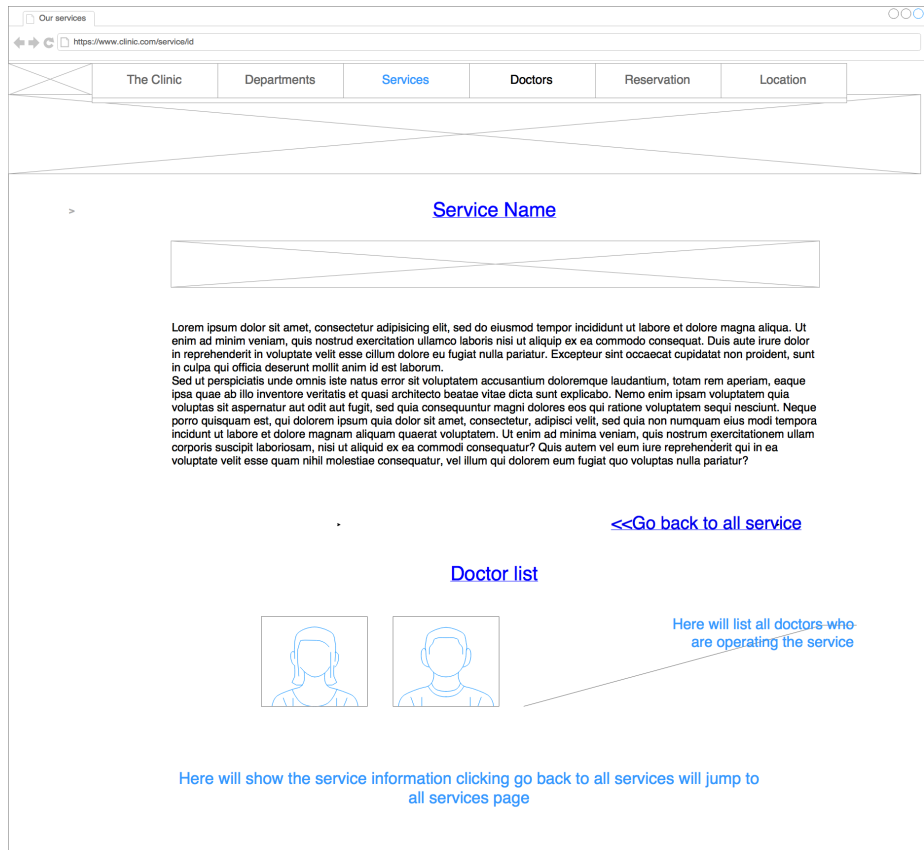 Our services
https://www.clinic.com/service/id
The Clinic Departments Services Doctors Reservation Location
>
Service Name
Lorem ipsum dolor sit amet, consectetur adipisicing elit, sed do eiusmod tempor incididunt ut labore et dolore magna aliqua. Ut
enim ad minim veniam, quis nostrud exercitation ullamco laboris nisi ut aliquip ex ea commodo consequat. Duis aute irure dolor
in reprehenderit in voluptate velit esse cillum dolore eu fugiat nulla pariatur. Excepteur sint occaecat cupidatat non proident, sunt
in culpa qui officia deserunt mollit anim id est laborum.
Sed ut perspiciatis unde omnis iste natus error sit voluptatem accusantium doloremque laudantium, totam rem aperiam, eaque
ipsa quae ab illo inventore veritatis et quasi architecto beatae vitae dicta sunt explicabo. Nemo enim ipsam voluptatem quia
voluptas sit aspernatur aut odit aut fugit, sed quia consequuntur magni dolores eos qui ratione voluptatem sequi nesciunt. Neque
porro quisquam est, qui dolorem ipsum quia dolor sit amet, consectetur, adipisci velit, sed quia non numquam eius modi tempora
incidunt ut labore et dolore magnam aliquam quaerat voluptatem. Ut enim ad minima veniam, quis nostrum exercitationem ullam
corporis suscipit laboriosam, nisi ut aliquid ex ea commodi consequatur? Quis autem vel eum iure reprehenderit qui in ea
voluptate velit esse quam nihil molestiae consequatur, vel illum qui dolorem eum fugiat quo voluptas nulla pariatur?
<<Go back to all service
Doctor list
Here will list all doctors who
are operating the service
Here will show the service information clicking go back to all services will jump to
all services page